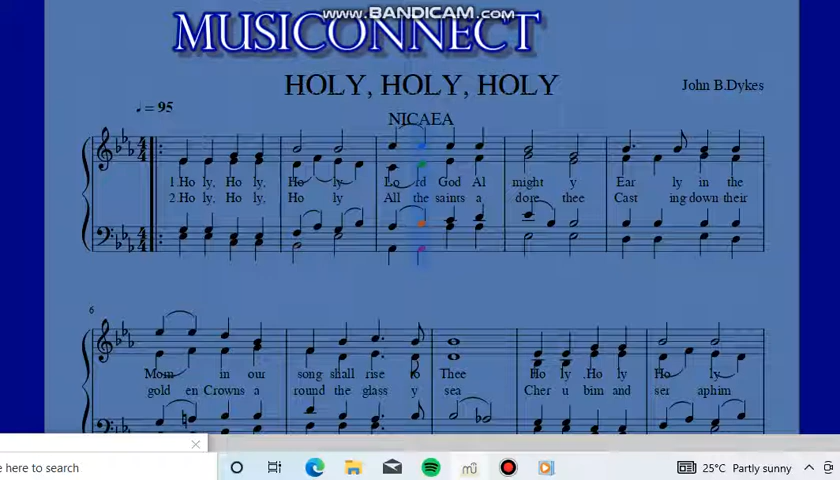 www.BANDICAM.com
MUSICONNECT
HOLY, HOLY, HOLY
John B.Dykes
♩ = 95
NICAEA
1.Ho ly, Ho ly, Ho ly Lo rd God Al might y Ear ly in the
2.Ho ly, Ho ly, Ho ly All the saints a dore thee Cast ing down their
6
Morn in our song shall rise to Thee Ho ly .Ho ly Ho ly
gold en Crowns a round the glass y sea Cher u bim and ser aphim
e here to search
25°C Partly sunny